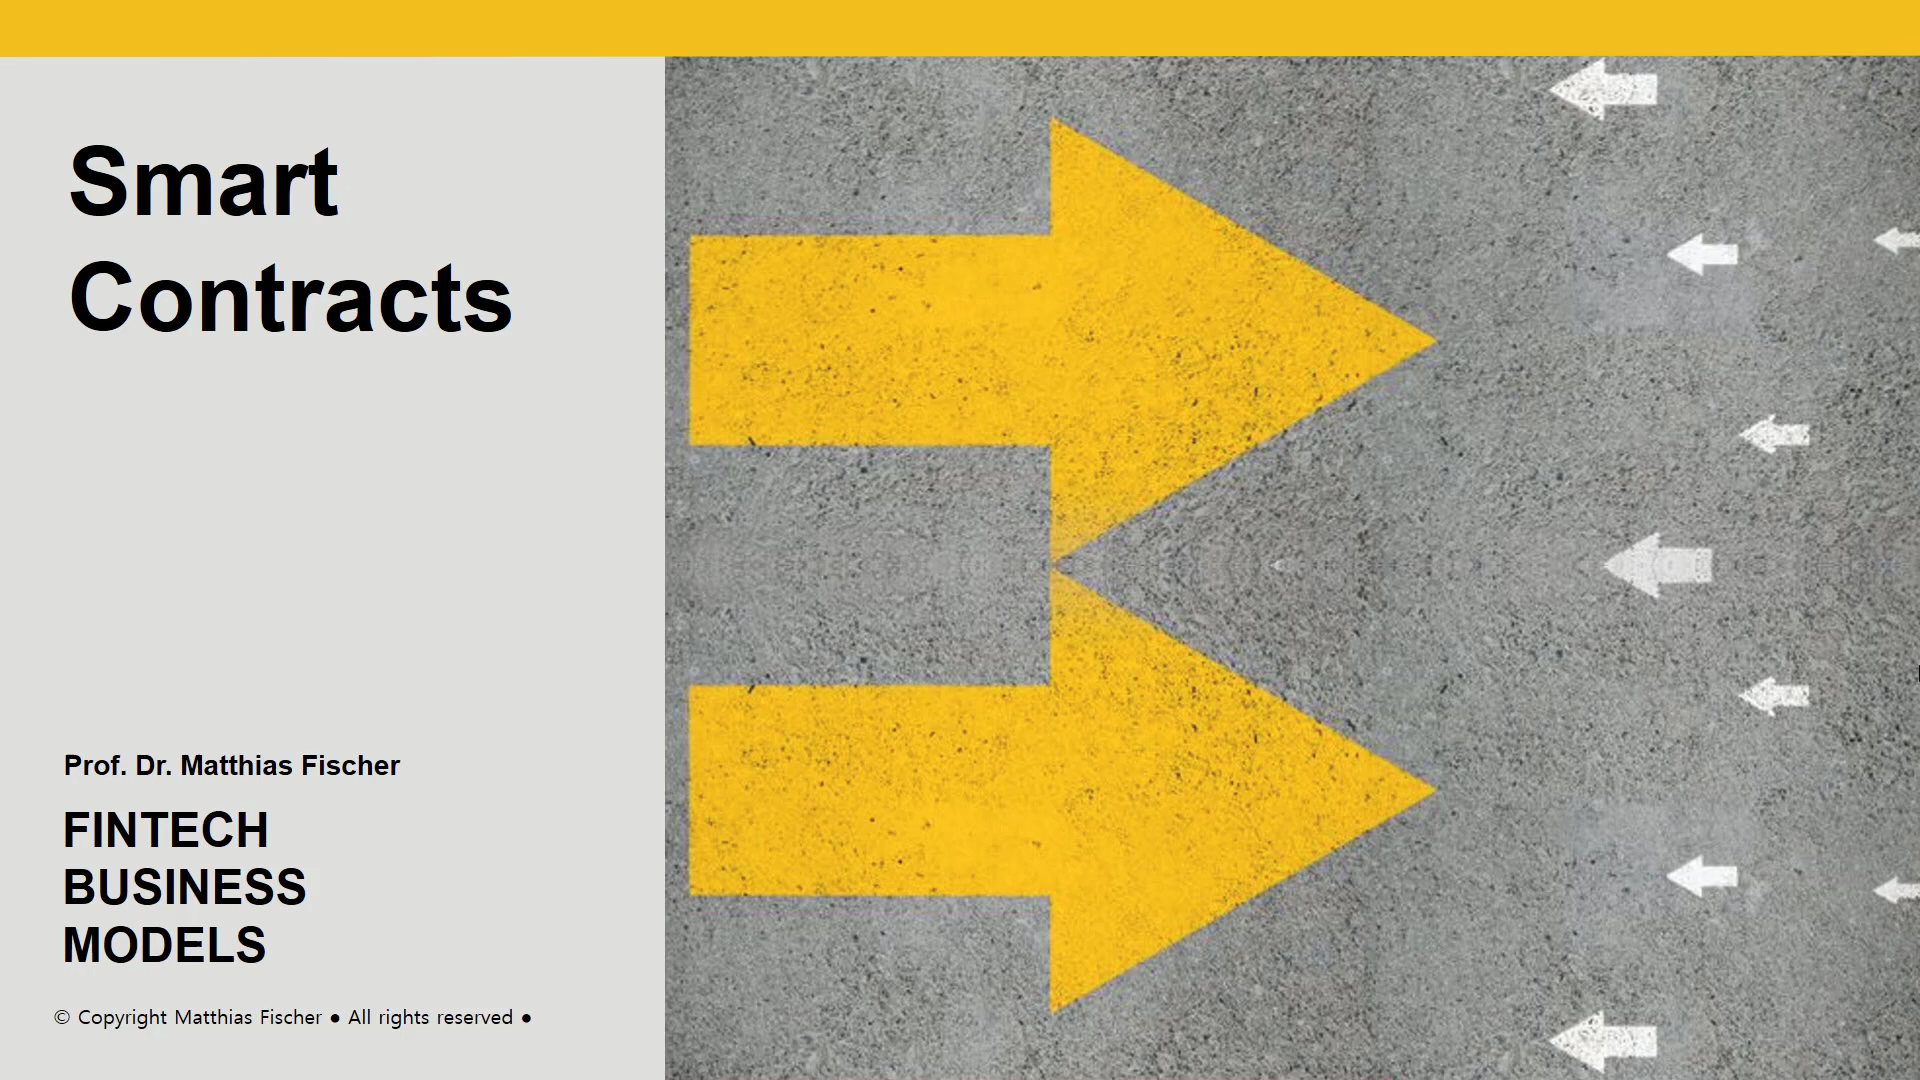 Smart
Contracts
Prof. Dr. Matthias Fischer
FINTECH
BUSINESS
MODELS
© Copyright Matthias Fischer ● All rights reserved ●